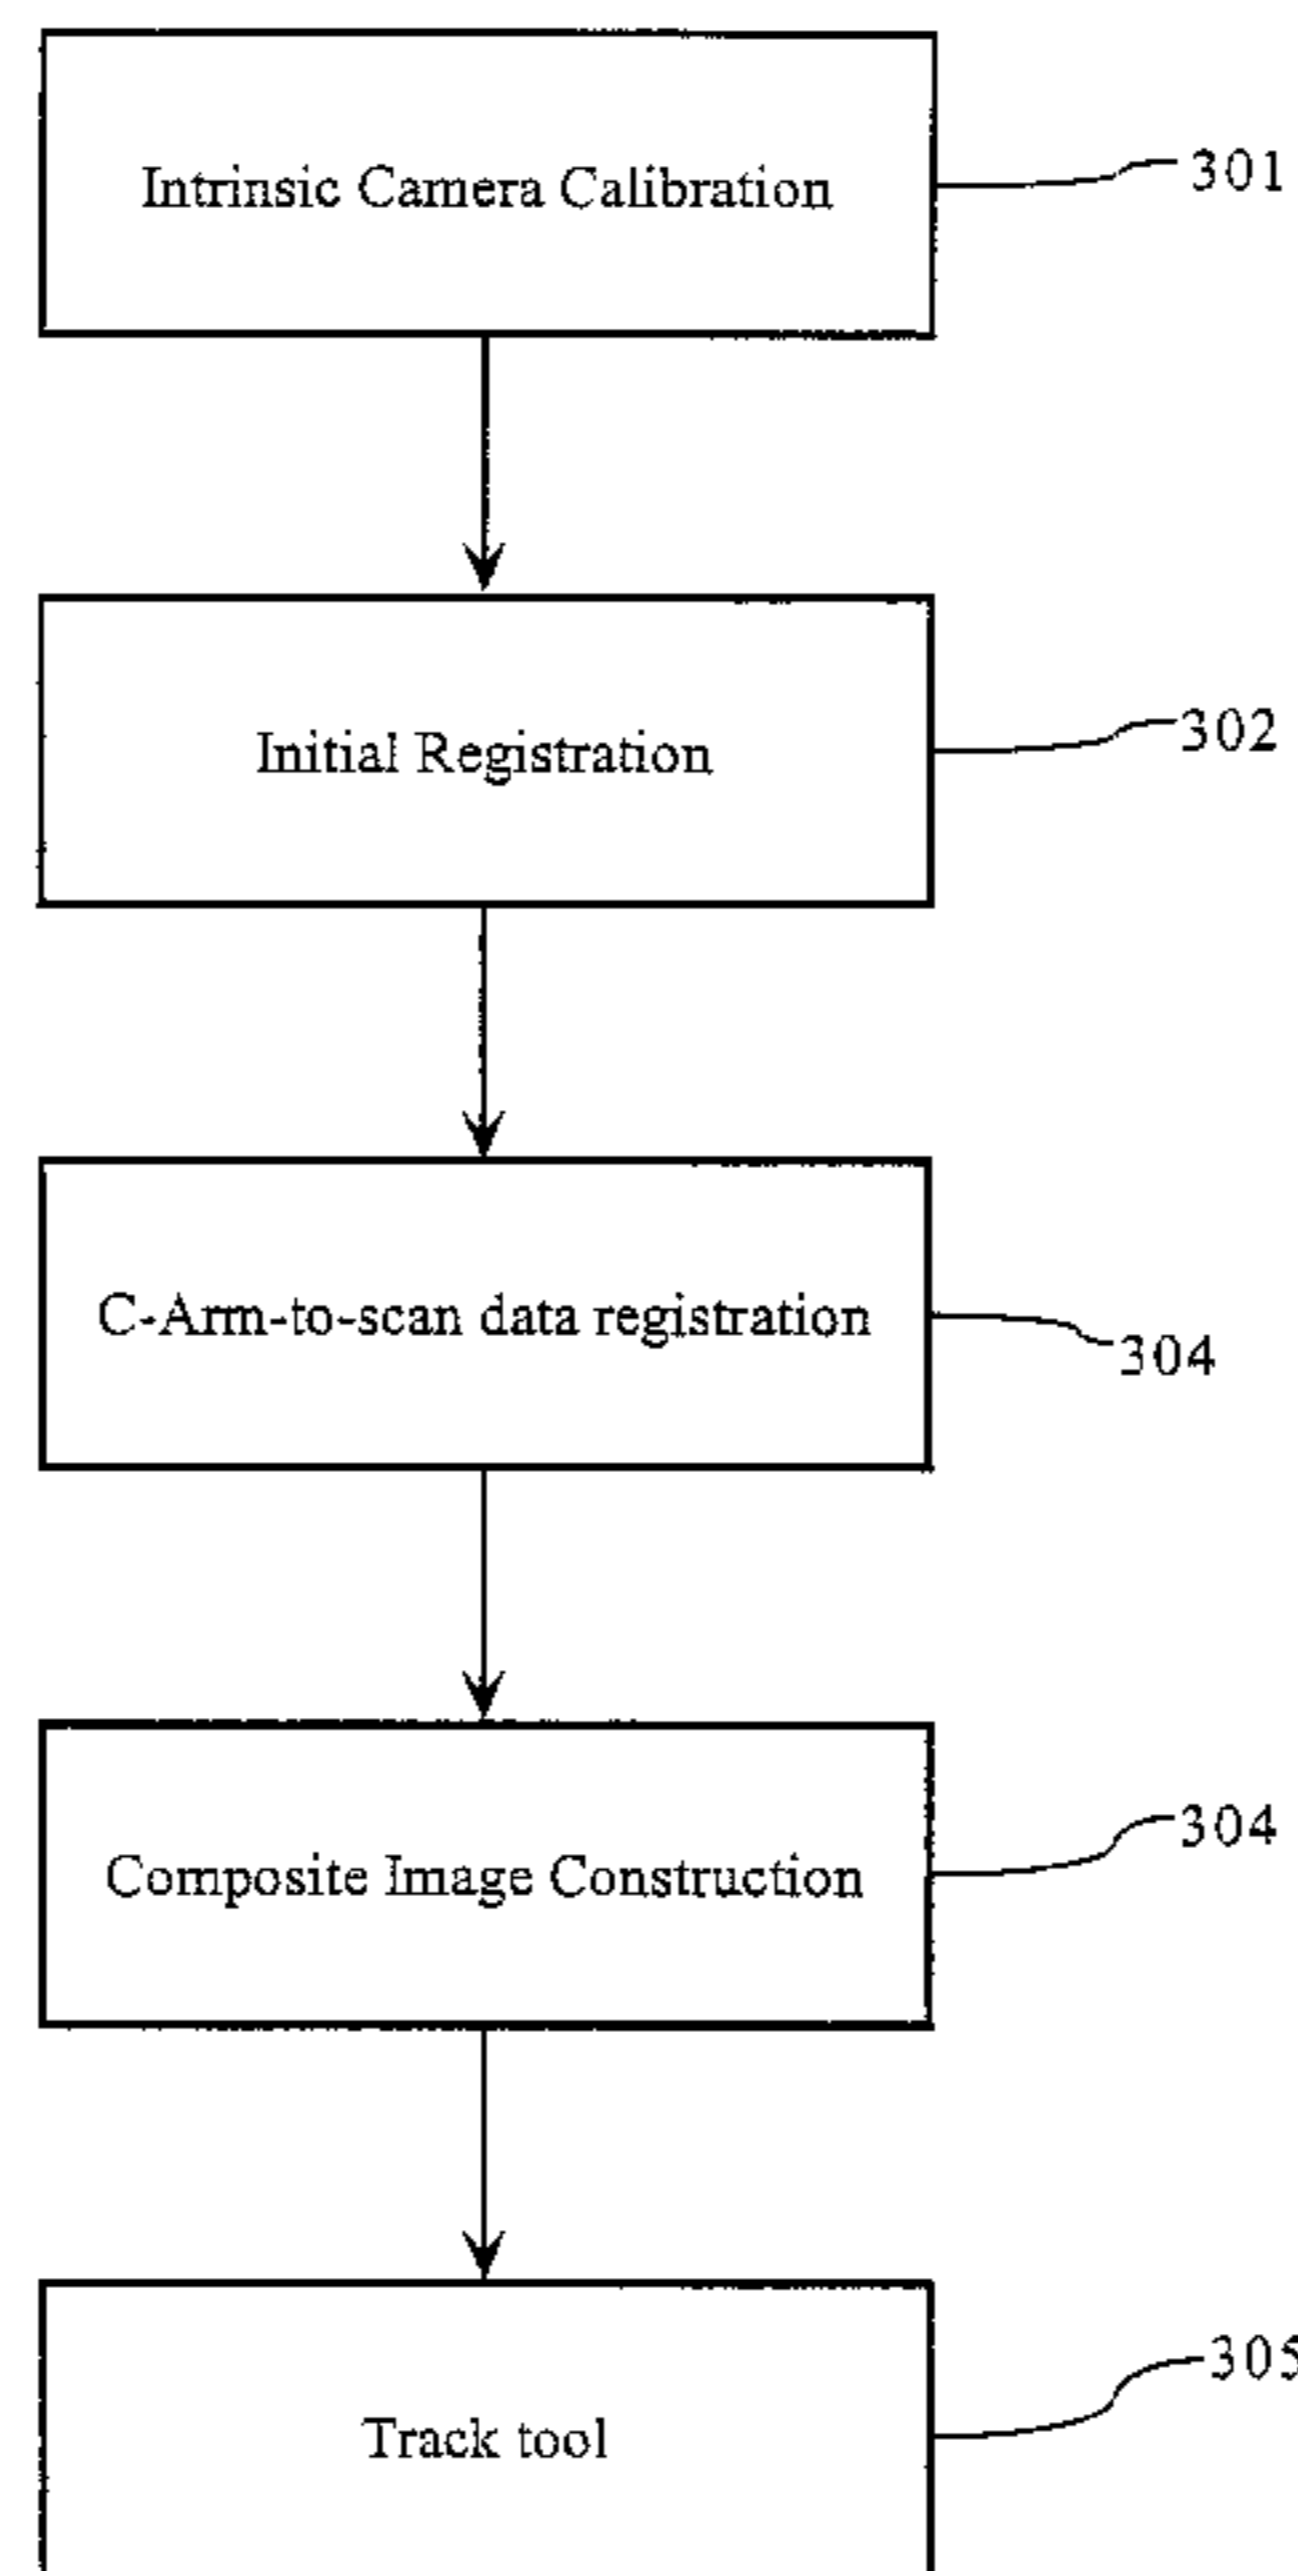 Intrinsic Camera Calibration
301
Initial Registration
302
C-Arm-to-scan data registration
304
Composite Image Construction
304
Track tool
305